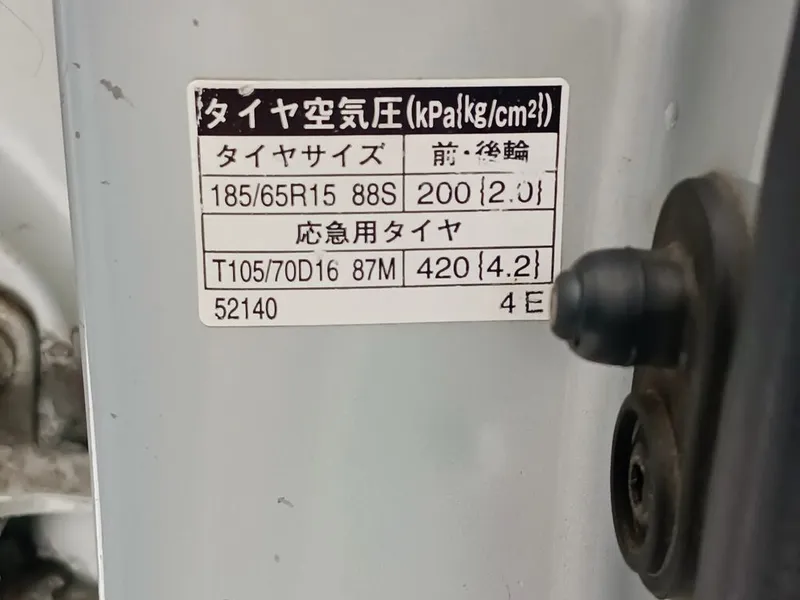 タイヤ空気圧(kPa{kg/cm²})
タイヤサイズ 前・後輪
185/65R15 88S 200{2.0}
応急用タイヤ
T105/70D16 87M 420{4.2}
52140 4E